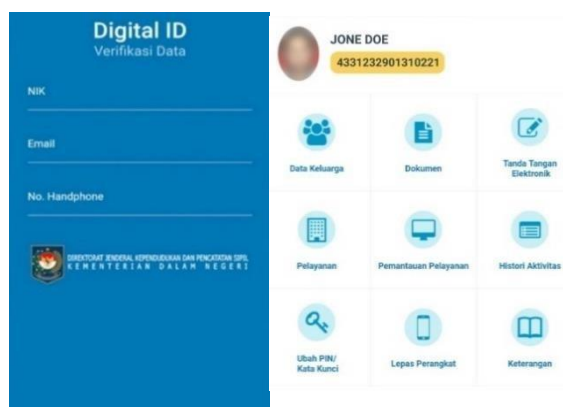 Digital ID
Verifikasi Data
NIK
Email
No. Handphone
DIREKTORAT JENDERAL KEPENDUDUKAN DAN PENCATATAN SIPIL
KEMENTERIAN DALAM NEGERI
JONE DOE
4331232901310221
Data Keluarga
Dokumen
Tanda Tangan
Elektronik
Pelayanan
Pemantauan Pelayanan
Histori Aktivitas
Ubah PIN/
Kata Kunci
Lepas Perangkat
Keterangan